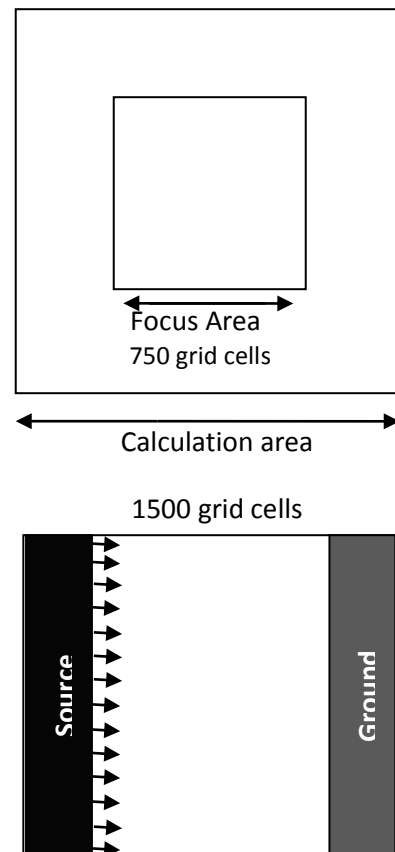 Focus Area
750 grid cells
Calculation area
1500 grid cells
Source
Ground